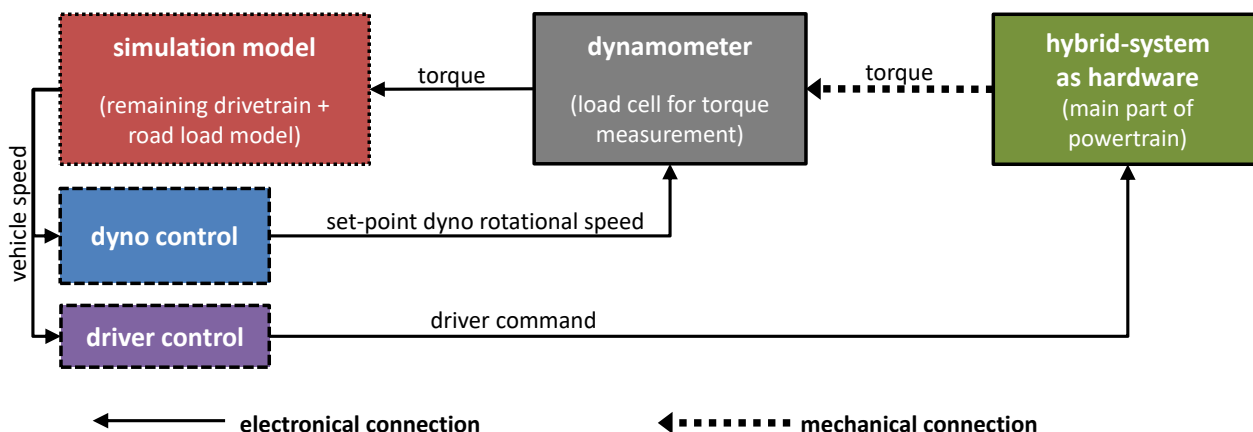 simulation model
(remaining drivetrain +
road load model)
torque
dynamometer
(load cell for torque
measurement)
torque
hybrid-system
as hardware
(main part of
powertrain)
vehicle speed
dyno control
set-point dyno rotational speed
driver control
driver command
electronical connection
mechanical connection